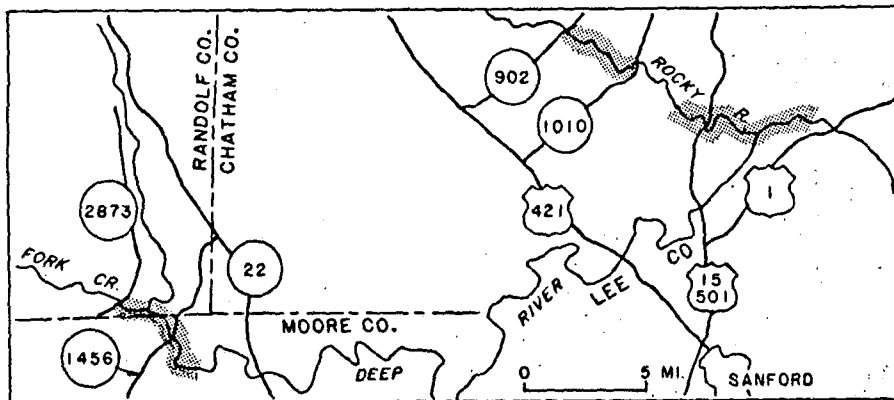 RANDOLF CO.
CHATHAM CO.
902
ROCKY R.
1010
2873
421
1
FORK CR.
22
RIVER
LEE CO
15
501
MOORE CO.
1456
DEEP
0 5 MI.
SANFORD